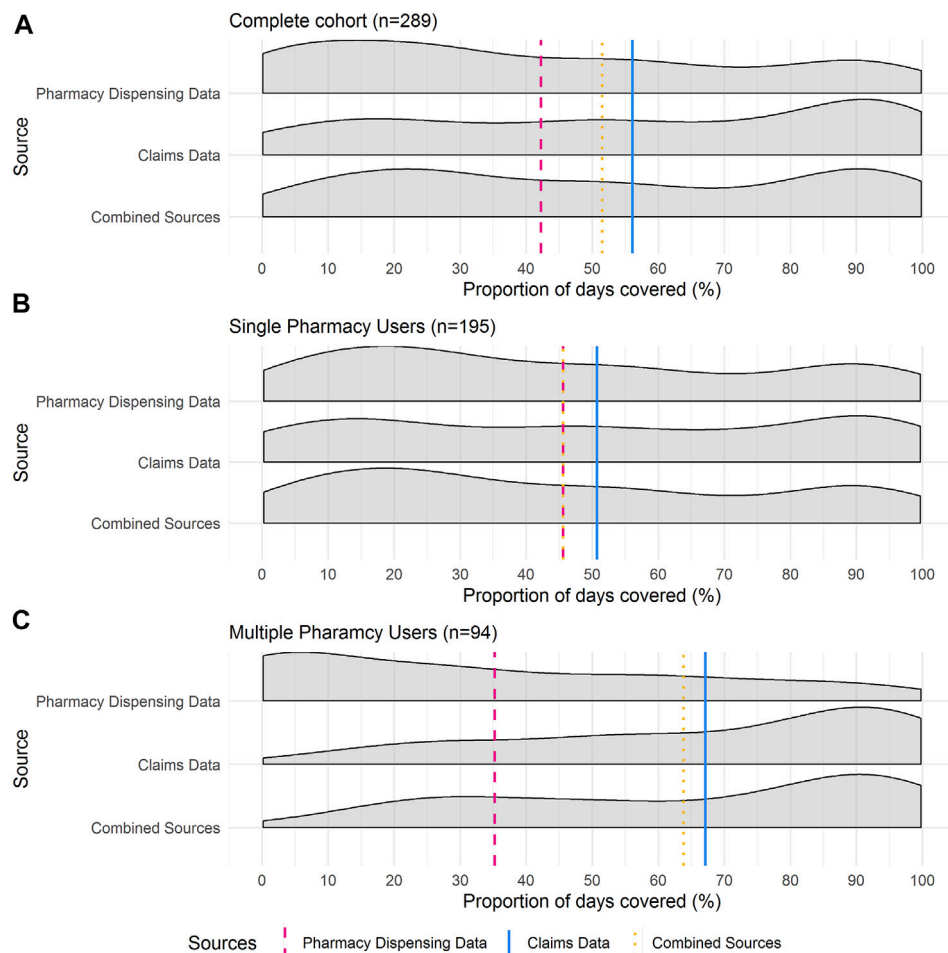 A
Complete cohort (n=289)
Source
Pharmacy Dispensing Data
Claims Data
Combined Sources
0 10 20 30 40 50 60 70 80 90 100
Proportion of days covered (%)
B
Single Pharmacy Users (n=195)
Source
Pharmacy Dispensing Data
Claims Data
Combined Sources
0 10 20 30 40 50 60 70 80 90 100
Proportion of days covered (%)
C
Multiple Pharamcy Users (n=94)
Source
Pharmacy Dispensing Data
Claims Data
Combined Sources
0 10 20 30 40 50 60 70 80 90 100
Proportion of days covered (%)
Sources Pharmacy Dispensing Data Claims Data Combined Sources